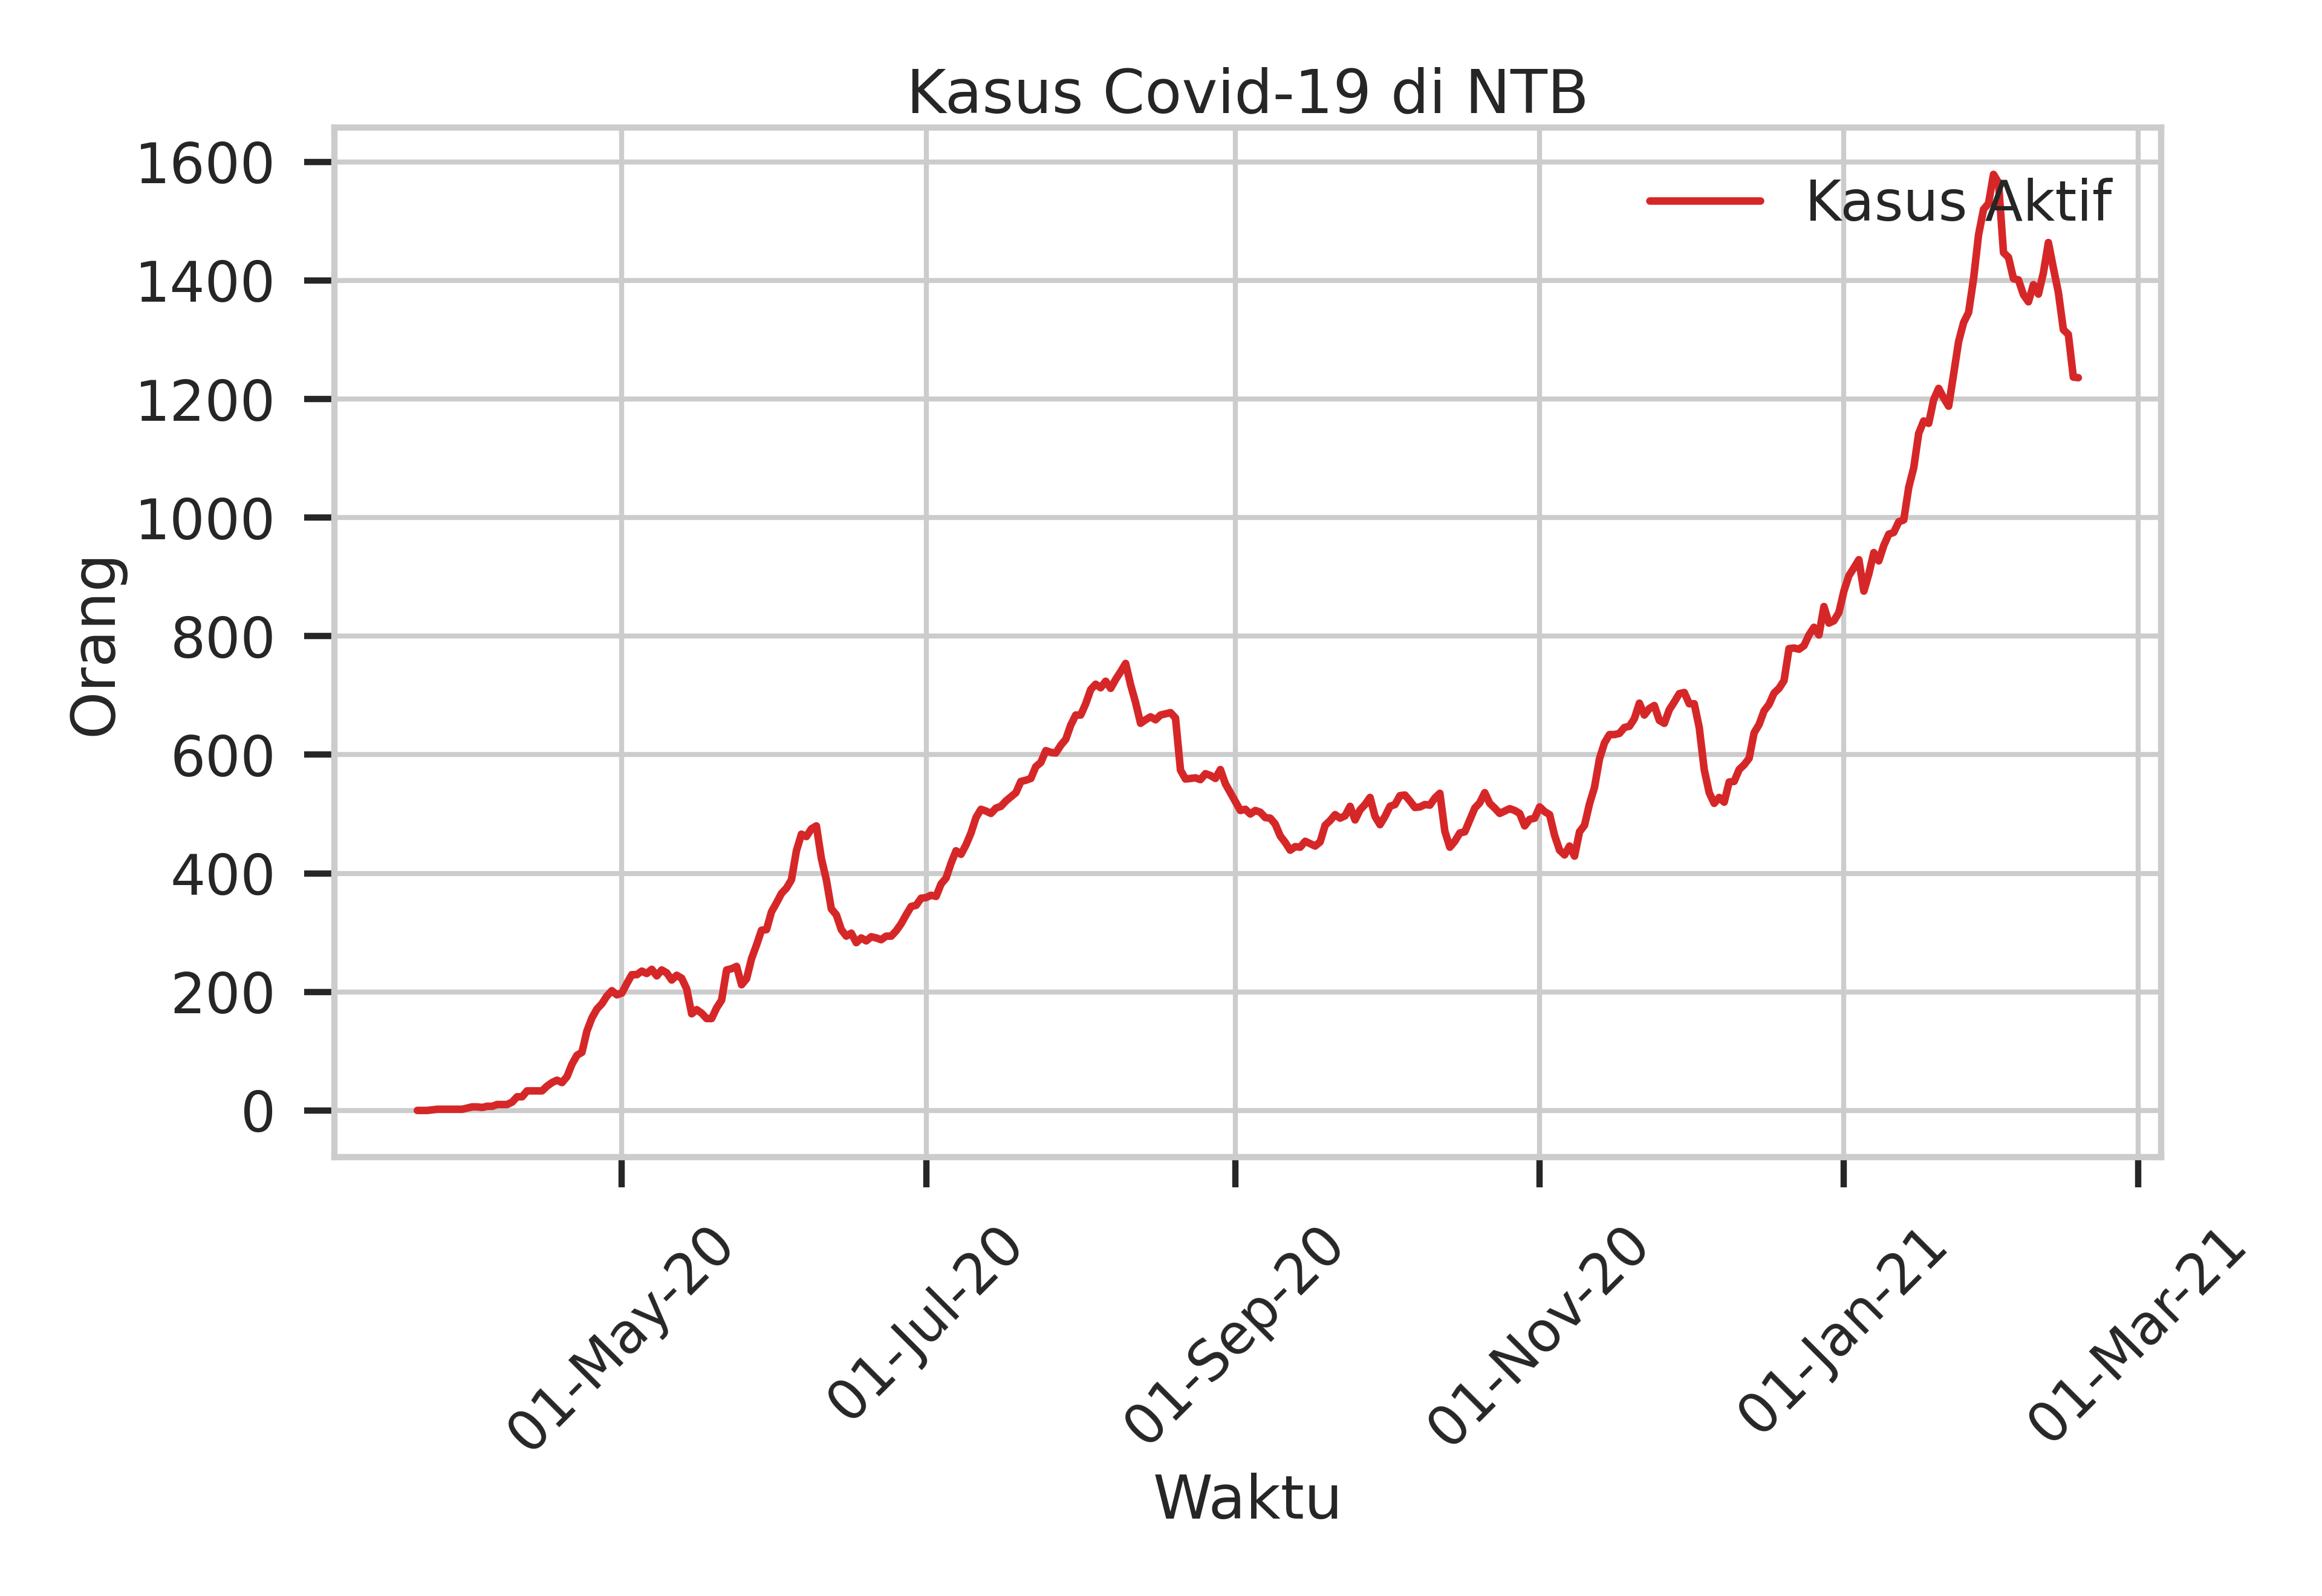 Kasus Covid-19 di NTB
Kasus Aktif
1600
1400
1200
1000
800
600
400
200
0
Orang
01-May-20
01-Jul-20
01-Sep-20
01-Nov-20
01-Jan-21
01-Mar-21
Waktu